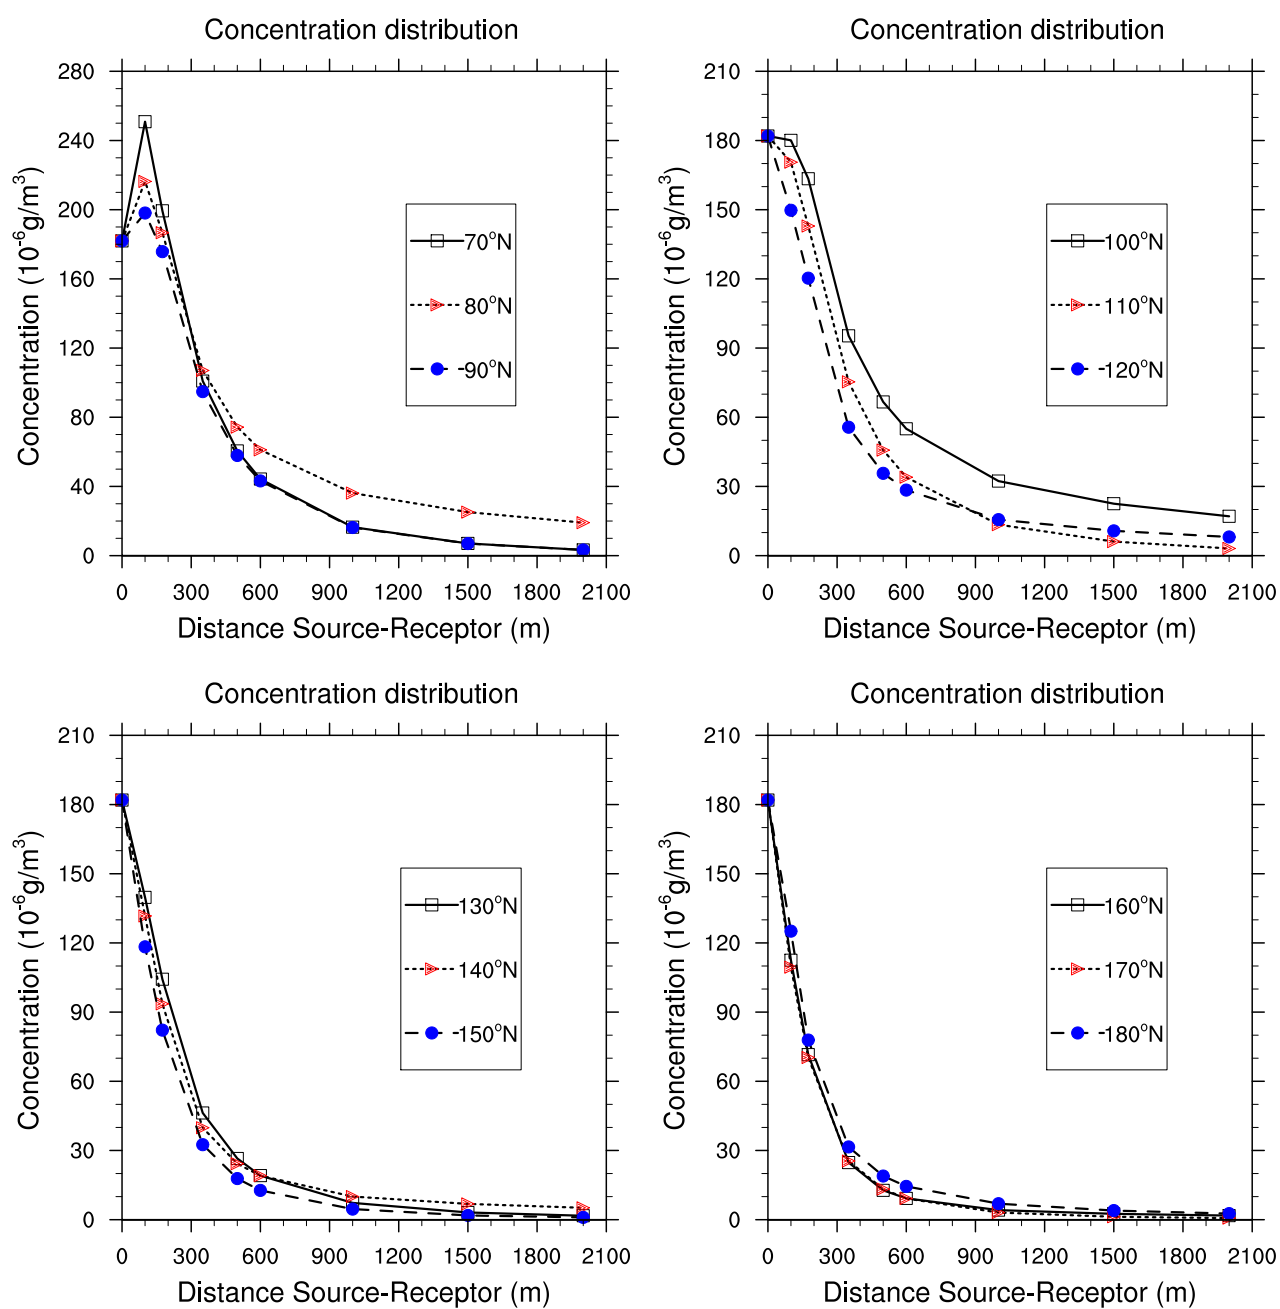 Concentration distribution
Concentration (10⁻⁶g/m³)
280
240
200
160
120
80
40
0
70°N
80°N
90°N
0 300 600 900 1200 1500 1800 2100
Distance Source-Receptor (m)
Concentration distribution
Concentration (10⁻⁶g/m³)
210
180
150
120
90
60
30
0
100°N
110°N
120°N
0 300 600 900 1200 1500 1800 2100
Distance Source-Receptor (m)
Concentration distribution
Concentration (10⁻⁶g/m³)
210
180
150
120
90
60
30
0
130°N
140°N
150°N
0 300 600 900 1200 1500 1800 2100
Distance Source-Receptor (m)
Concentration distribution
Concentration (10⁻⁶g/m³)
210
180
150
120
90
60
30
0
160°N
170°N
180°N
0 300 600 900 1200 1500 1800 2100
Distance Source-Receptor (m)